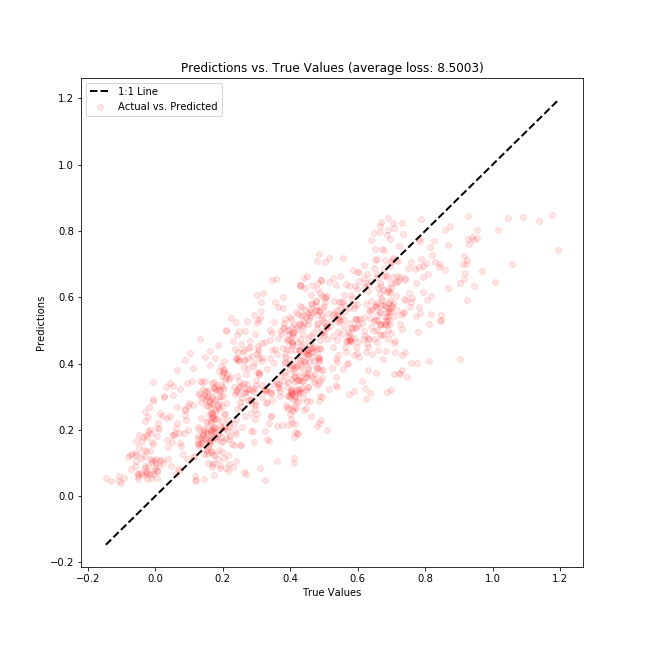 Predictions vs. True Values (average loss: 8.5003)
1:1 Line
Actual vs. Predicted
1.2
1.0
0.8
0.6
0.4
0.2
0.0
−0.2
Predictions
−0.2 0.0 0.2 0.4 0.6 0.8 1.0 1.2
True Values